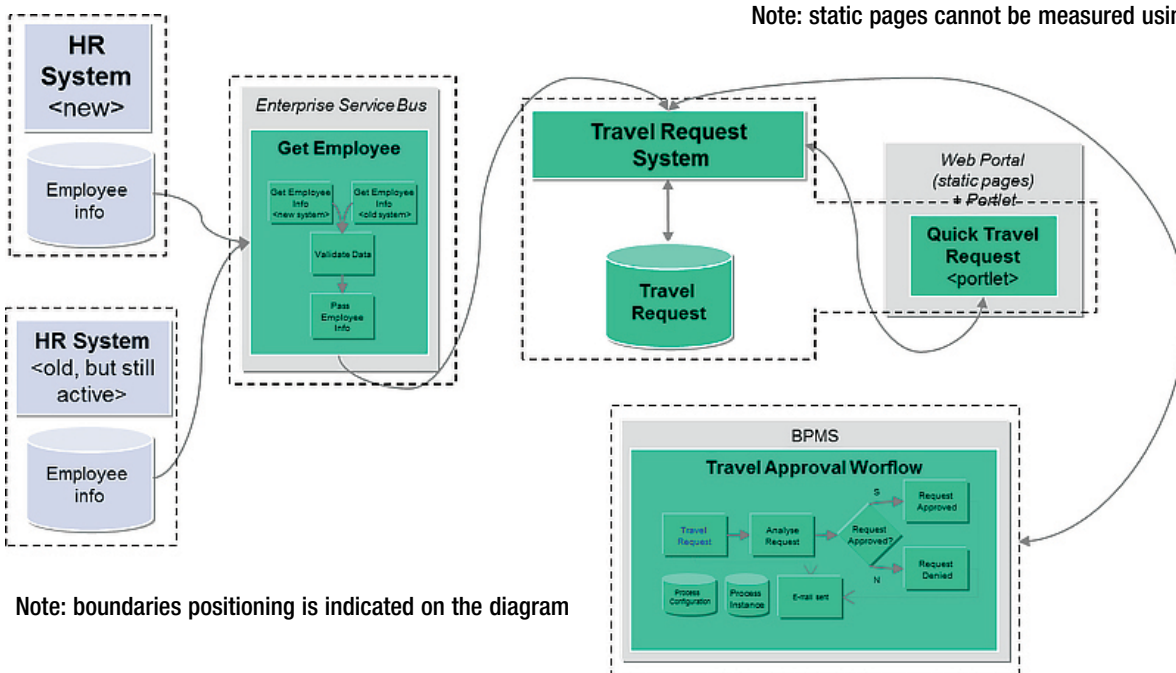 Note: static pages cannot be measured usin
HR
System
<new>
Employee
info
HR System
<old, but still
active>
Employee
info
Enterprise Service Bus
Get Employee
Get Employee
Info
<new system>
Get Employee
Info
<old system>
Validate Data
Pass
Employee
Info
Travel Request
System
Travel
Request
Web Portal
(static pages)
+ Portlet
Quick Travel
Request
<portlet>
BPMS
Travel Approval Worflow
Travel
Request
Analyse
Request
Request
Approved?
S
Request
Approved
N
Request
Denied
Process
Configuration
Process
Instance
E-mail sent
Note: boundaries positioning is indicated on the diagram